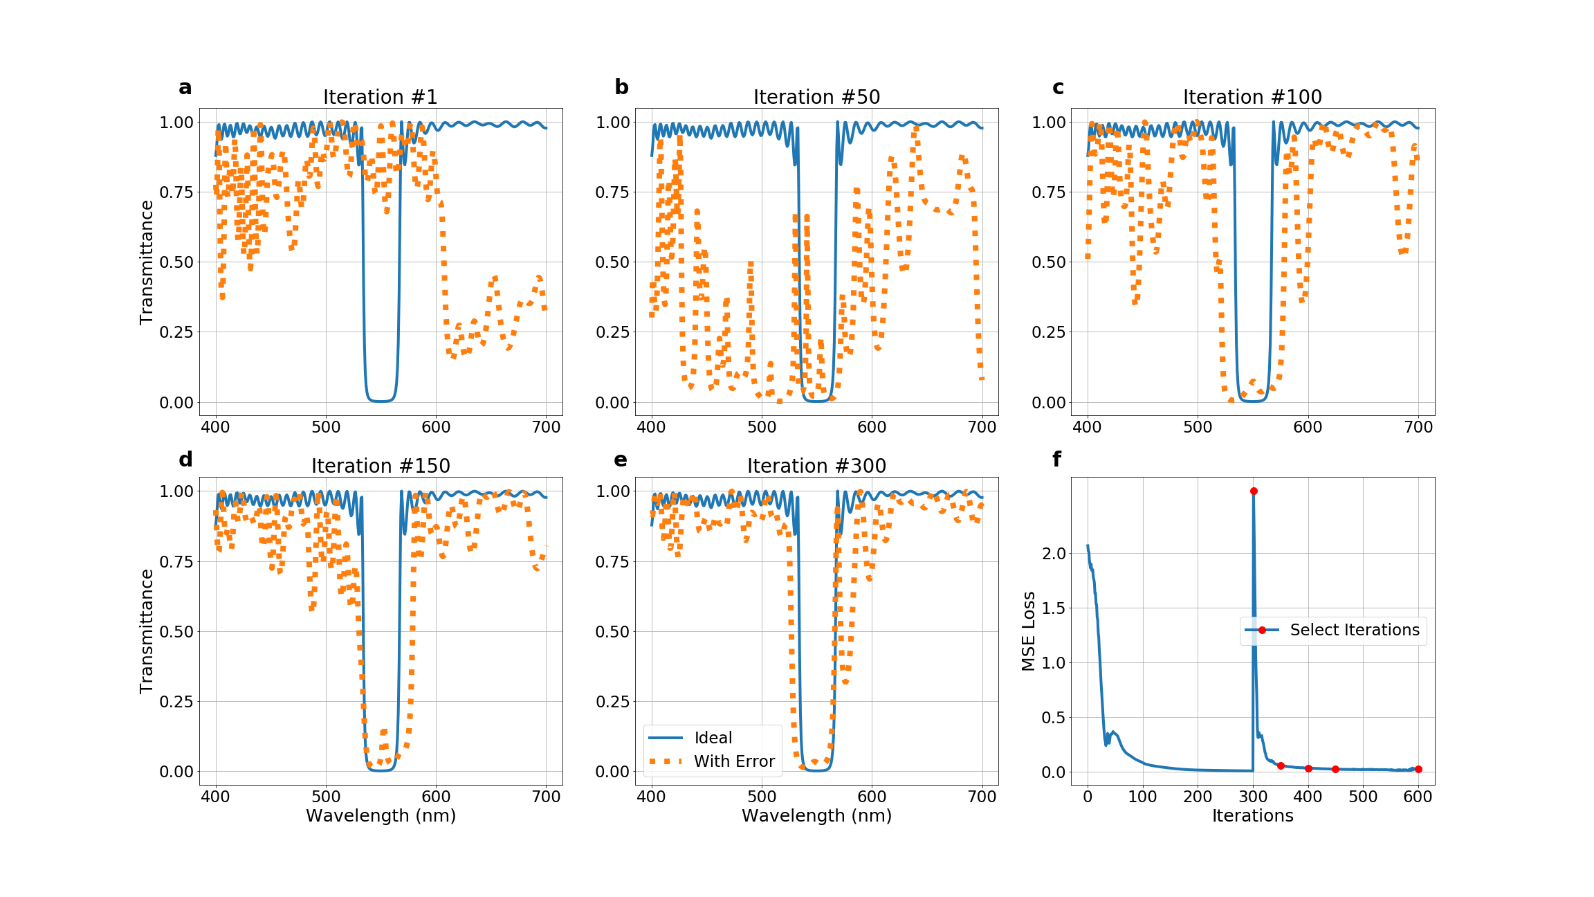 a
Iteration #1
Transmittance
1.00
0.75
0.50
0.25
0.00
400
500
600
700
b
Iteration #50
1.00
0.75
0.50
0.25
0.00
400
500
600
700
c
Iteration #100
1.00
0.75
0.50
0.25
0.00
400
500
600
700
d
Iteration #150
Transmittance
1.00
0.75
0.50
0.25
0.00
400
500
600
700
Wavelength (nm)
e
Iteration #300
1.00
0.75
0.50
0.25
0.00
Ideal
With Error
400
500
600
700
Wavelength (nm)
f
MSE Loss
2.0
1.5
1.0
0.5
0.0
Select Iterations
0
100
200
300
400
500
600
Iterations